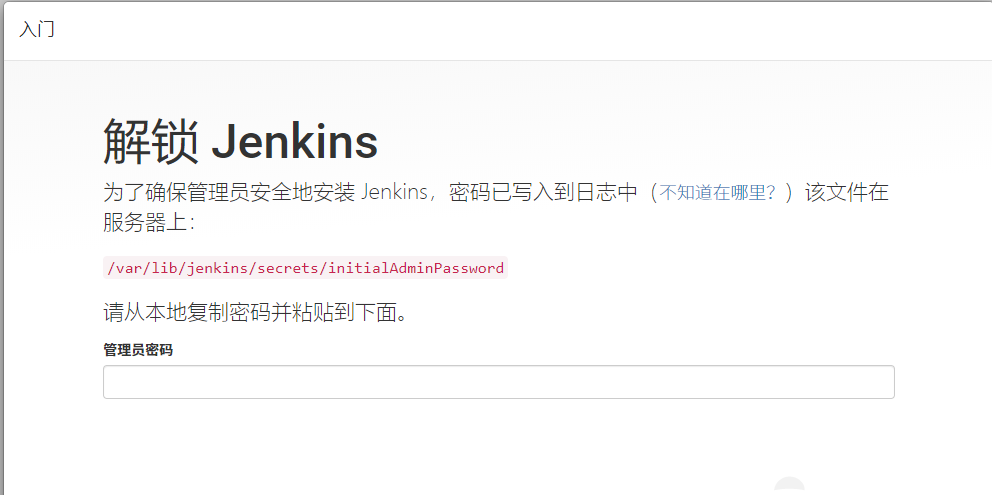 入门
解锁 Jenkins
为了确保管理员安全地安装 Jenkins，密码已写入到日志中（不知道在哪里？）该文件在
服务器上：
/var/lib/jenkins/secrets/initialAdminPassword
请从本地复制密码并粘贴到下面。
管理员密码